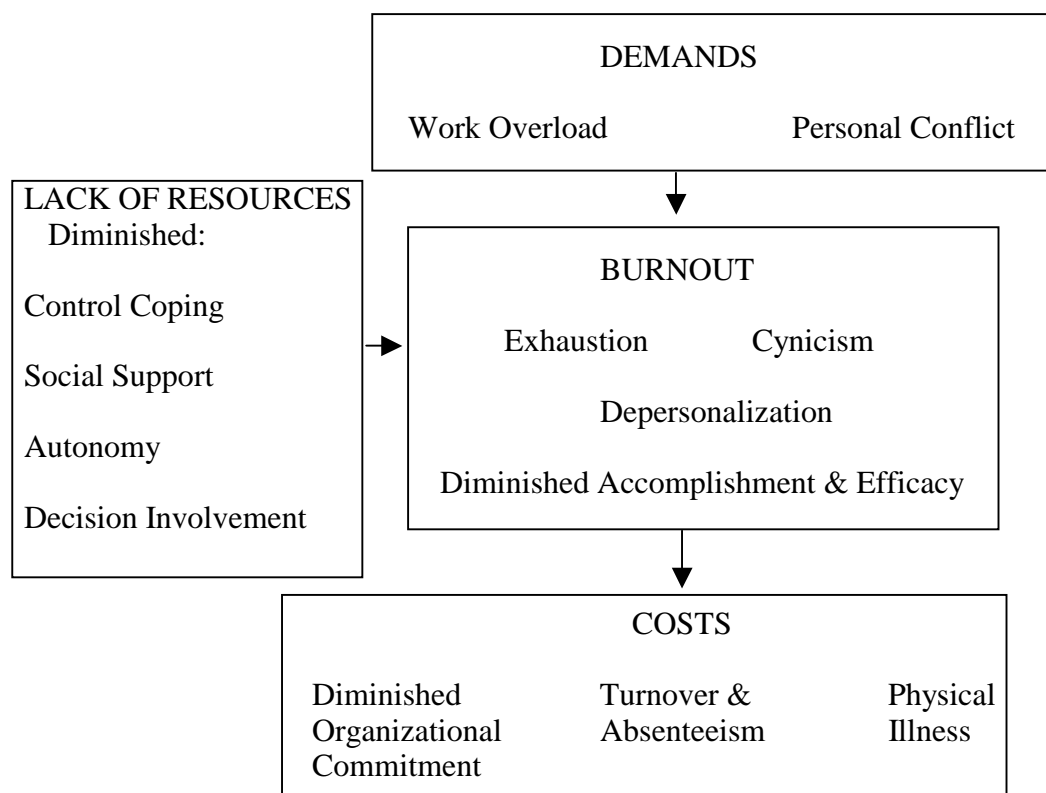 DEMANDS
Work Overload Personal Conflict
LACK OF RESOURCES
Diminished:
Control Coping
Social Support
Autonomy
Decision Involvement
BURNOUT
Exhaustion Cynicism
Depersonalization
Diminished Accomplishment & Efficacy
COSTS
Diminished
Organizational
Commitment
Turnover &
Absenteeism
Physical
Illness